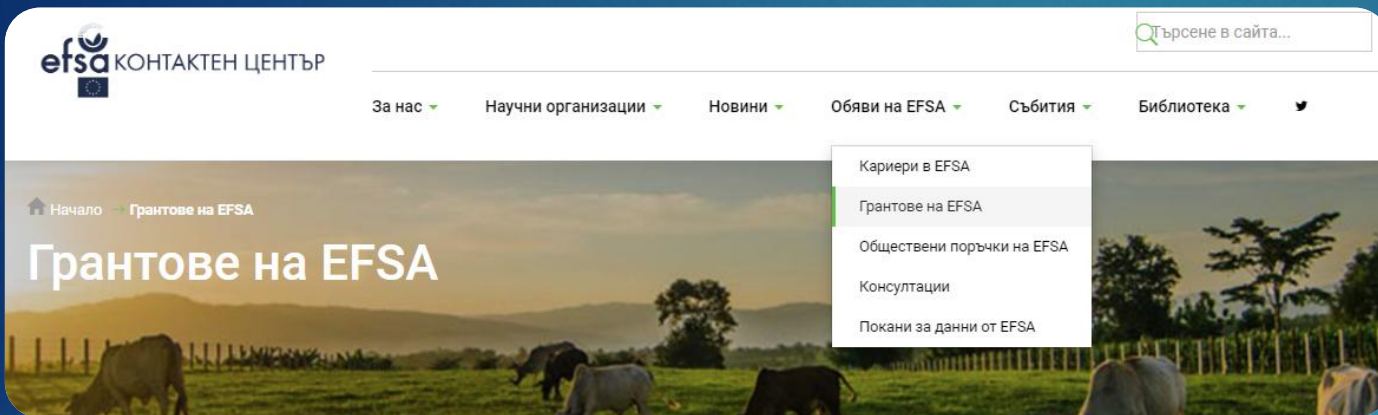 efsa КОНТАКТЕН ЦЕНТЪР
Търсене в сайта...
За нас Научни организации Новини Обяви на EFSA Събития Библиотека
Кариери в EFSA
Грантове на EFSA
Обществени поръчки на EFSA
Консултации
Покани за данни от EFSA
Начало → Грантове на EFSA
Грантове на EFSA